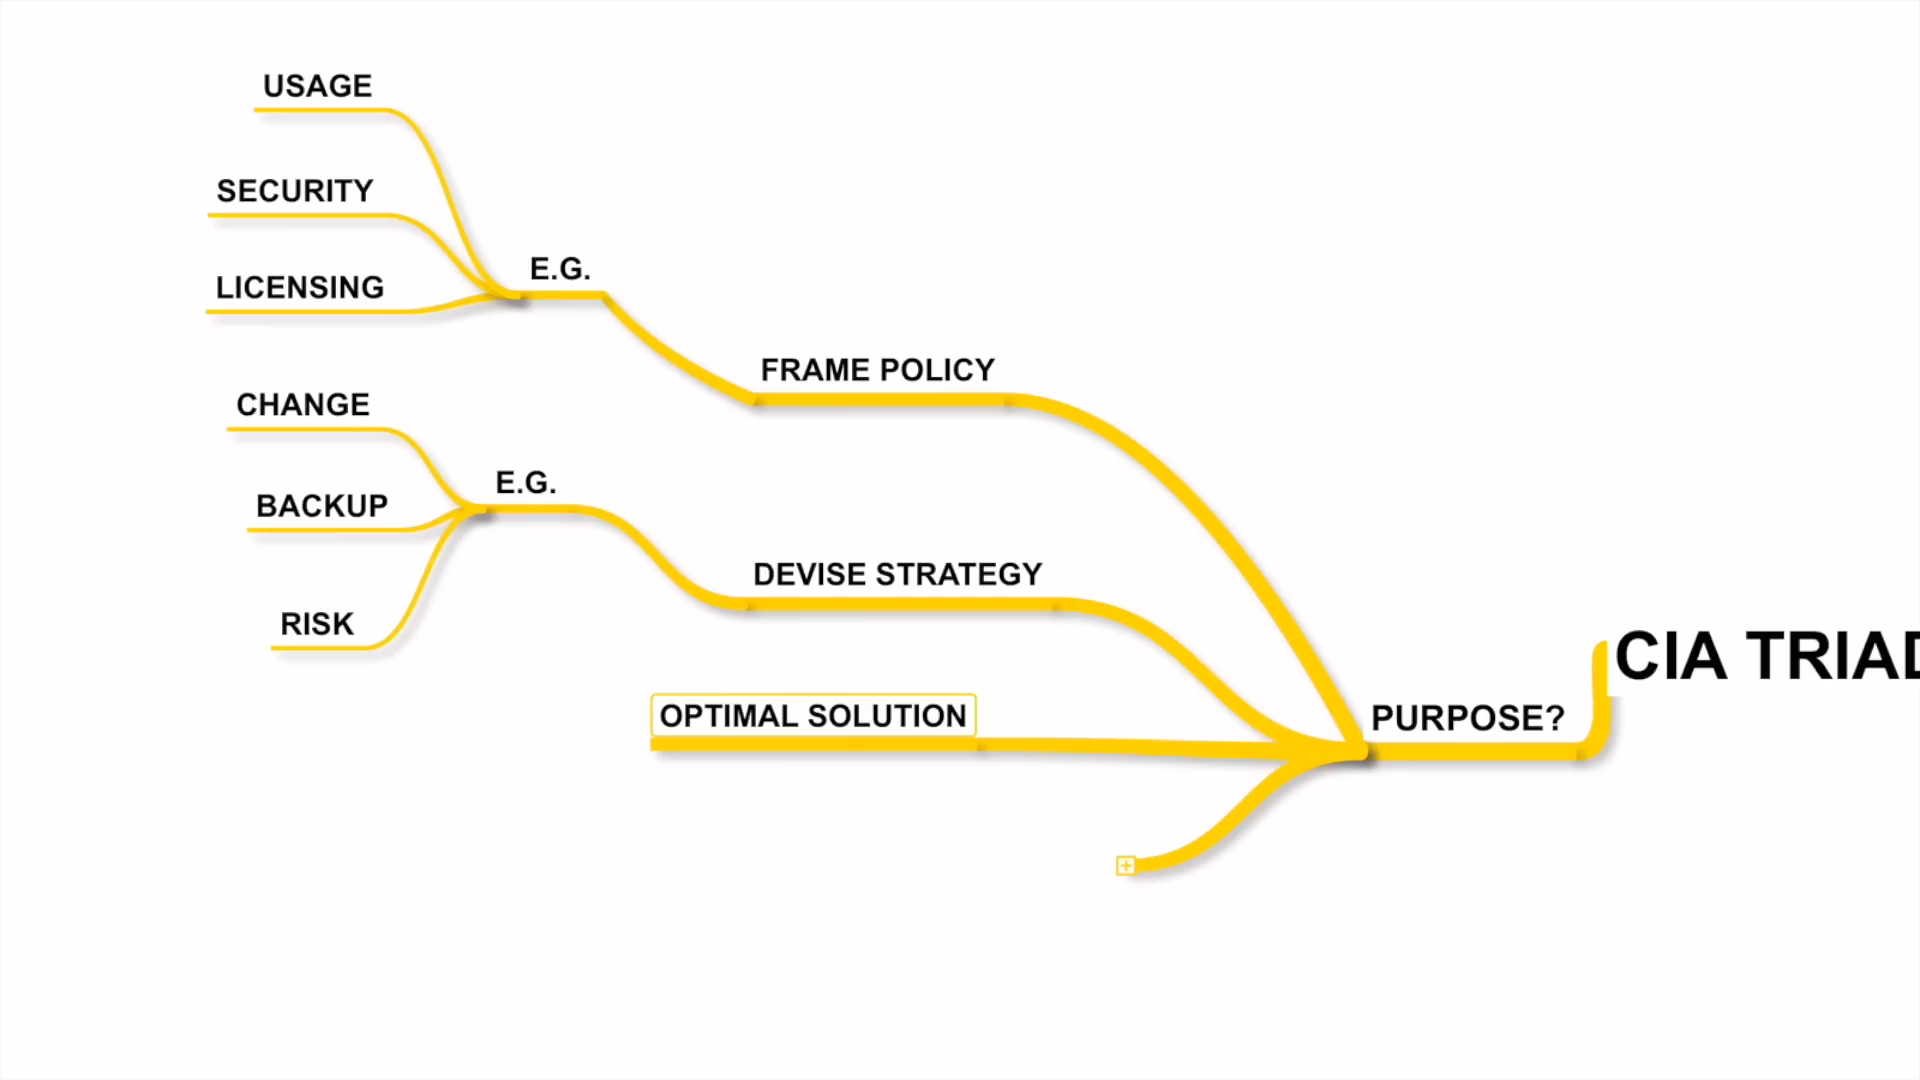 USAGE
SECURITY
LICENSING
E.G.
FRAME POLICY
CHANGE
BACKUP
RISK
E.G.
DEVISE STRATEGY
OPTIMAL SOLUTION
PURPOSE?
CIA TRIAD